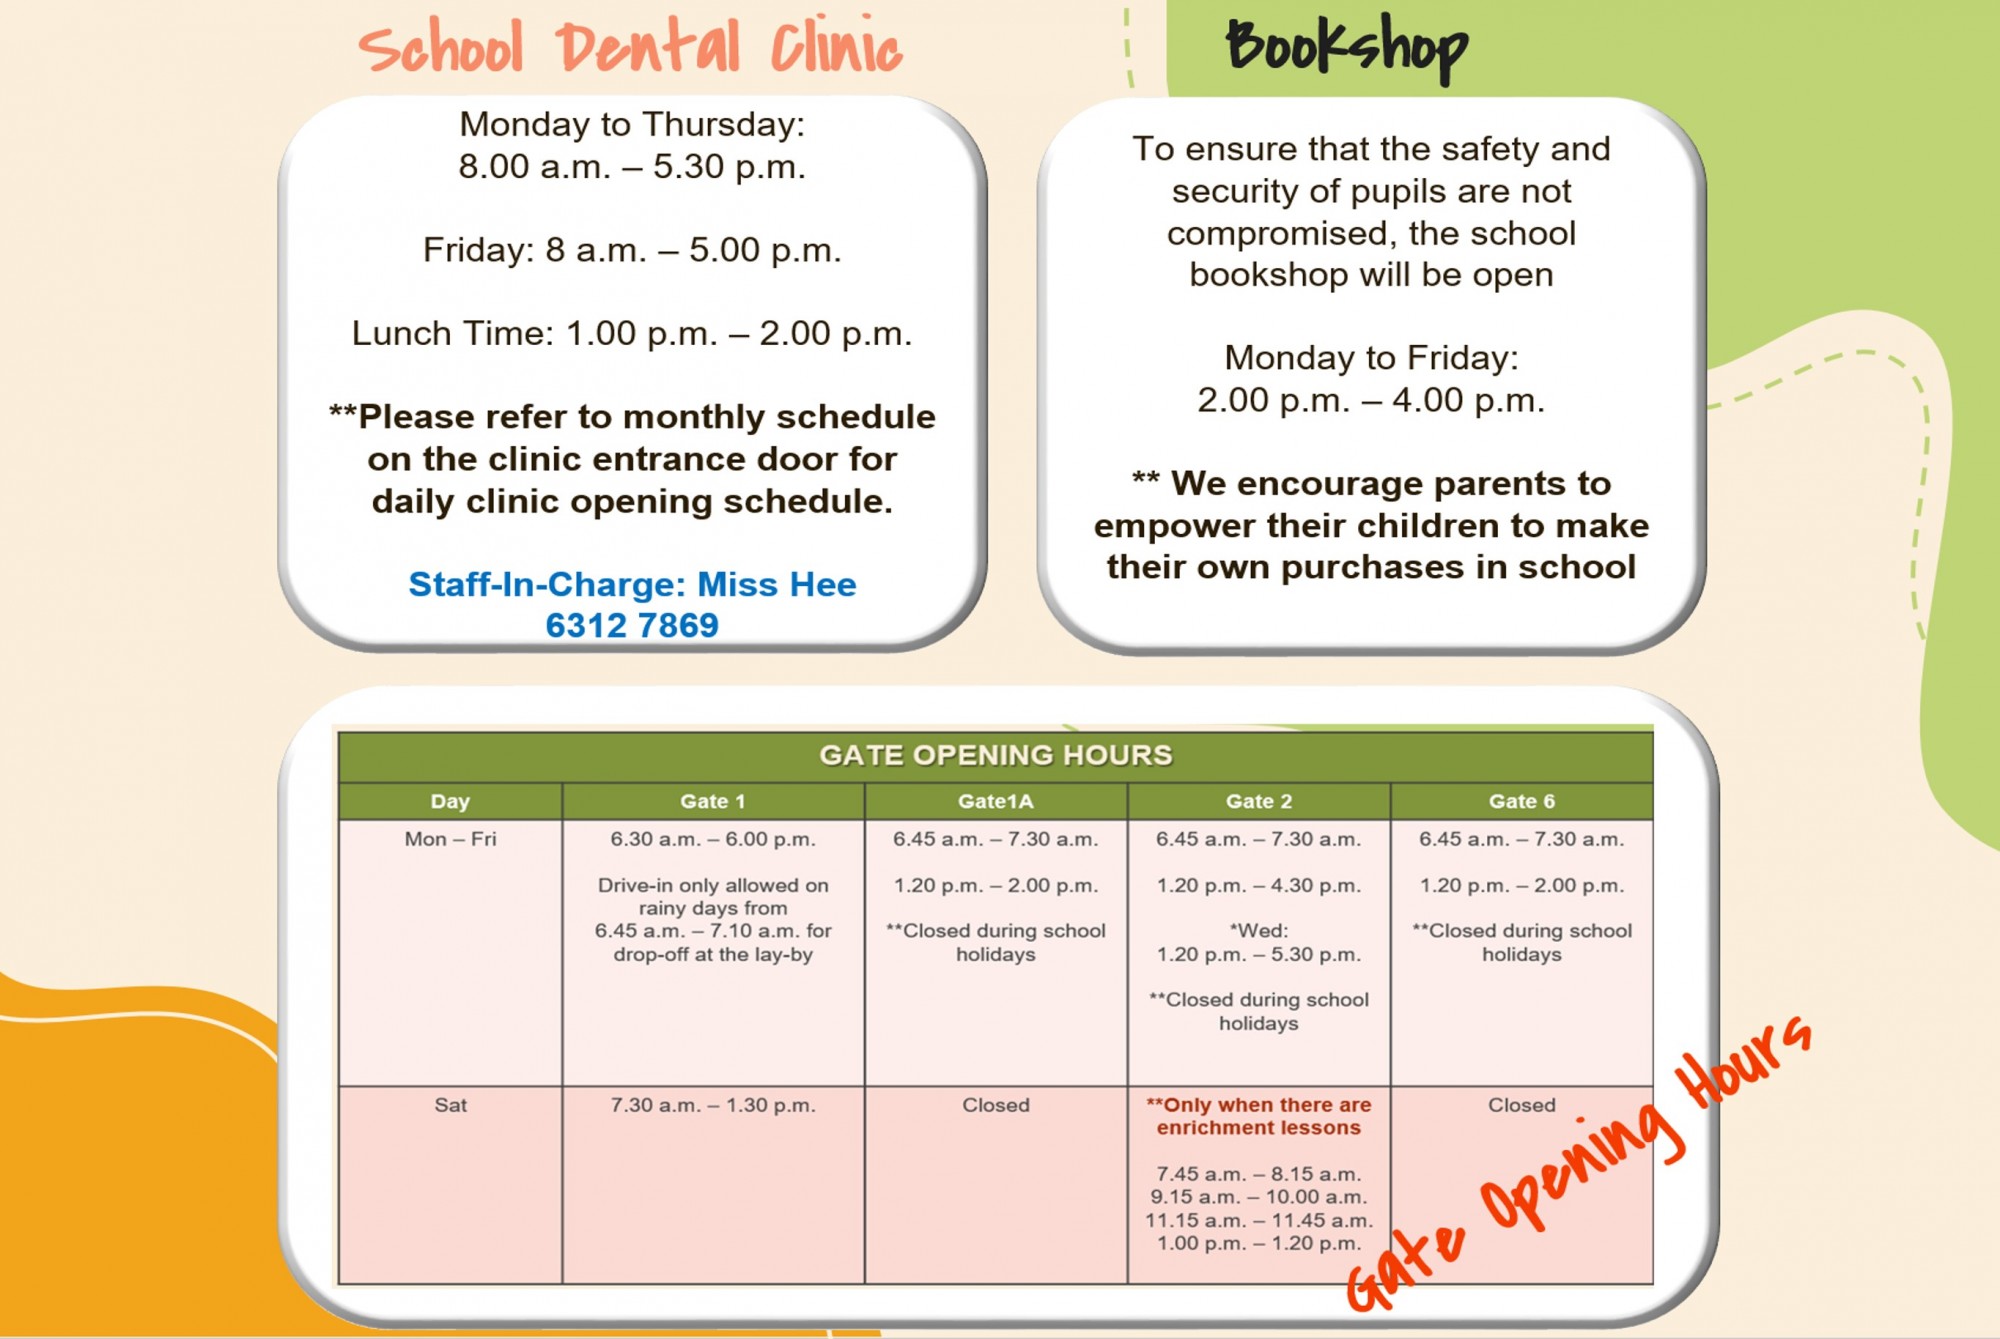 School Dental Clinic
Monday to Thursday:
8.00 a.m. – 5.30 p.m.
Friday: 8 a.m. – 5.00 p.m.
Lunch Time: 1.00 p.m. – 2.00 p.m.
**Please refer to monthly schedule
on the clinic entrance door for
daily clinic opening schedule.
Staff-In-Charge: Miss Hee
6312 7869
Bookshop
To ensure that the safety and
security of pupils are not
compromised, the school
bookshop will be open
Monday to Friday:
2.00 p.m. – 4.00 p.m.
** We encourage parents to
empower their children to make
their own purchases in school
GATE OPENING HOURS
Day
Gate 1
Gate1A
Gate 2
Gate 6
Mon – Fri
6.30 a.m. – 6.00 p.m.
Drive-in only allowed on
rainy days from
6.45 a.m. – 7.10 a.m. for
drop-off at the lay-by
6.45 a.m. – 7.30 a.m.
1.20 p.m. – 2.00 p.m.
**Closed during school
holidays
6.45 a.m. – 7.30 a.m.
1.20 p.m. – 4.30 p.m.
*Wed:
1.20 p.m. – 5.30 p.m.
**Closed during school
holidays
6.45 a.m. – 7.30 a.m.
1.20 p.m. – 2.00 p.m.
**Closed during school
holidays
Sat
7.30 a.m. – 1.30 p.m.
Closed
**Only when there are
enrichment lessons
7.45 a.m. – 8.15 a.m.
9.15 a.m. – 10.00 a.m.
11.15 a.m. – 11.45 a.m.
1.00 p.m. – 1.20 p.m.
Closed
Gate Opening Hours